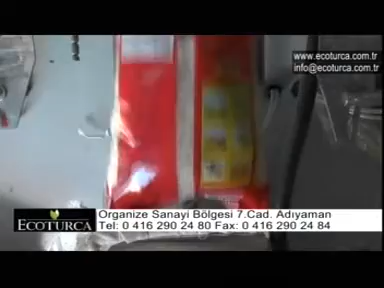 www.ecoturca.com.tr
info@ecoturca.com.tr
ECOTURCA
Organize Sanayi Bölgesi 7.Cad. Adıyaman
Tel: 0 416 290 24 80 Fax: 0 416 290 24 84